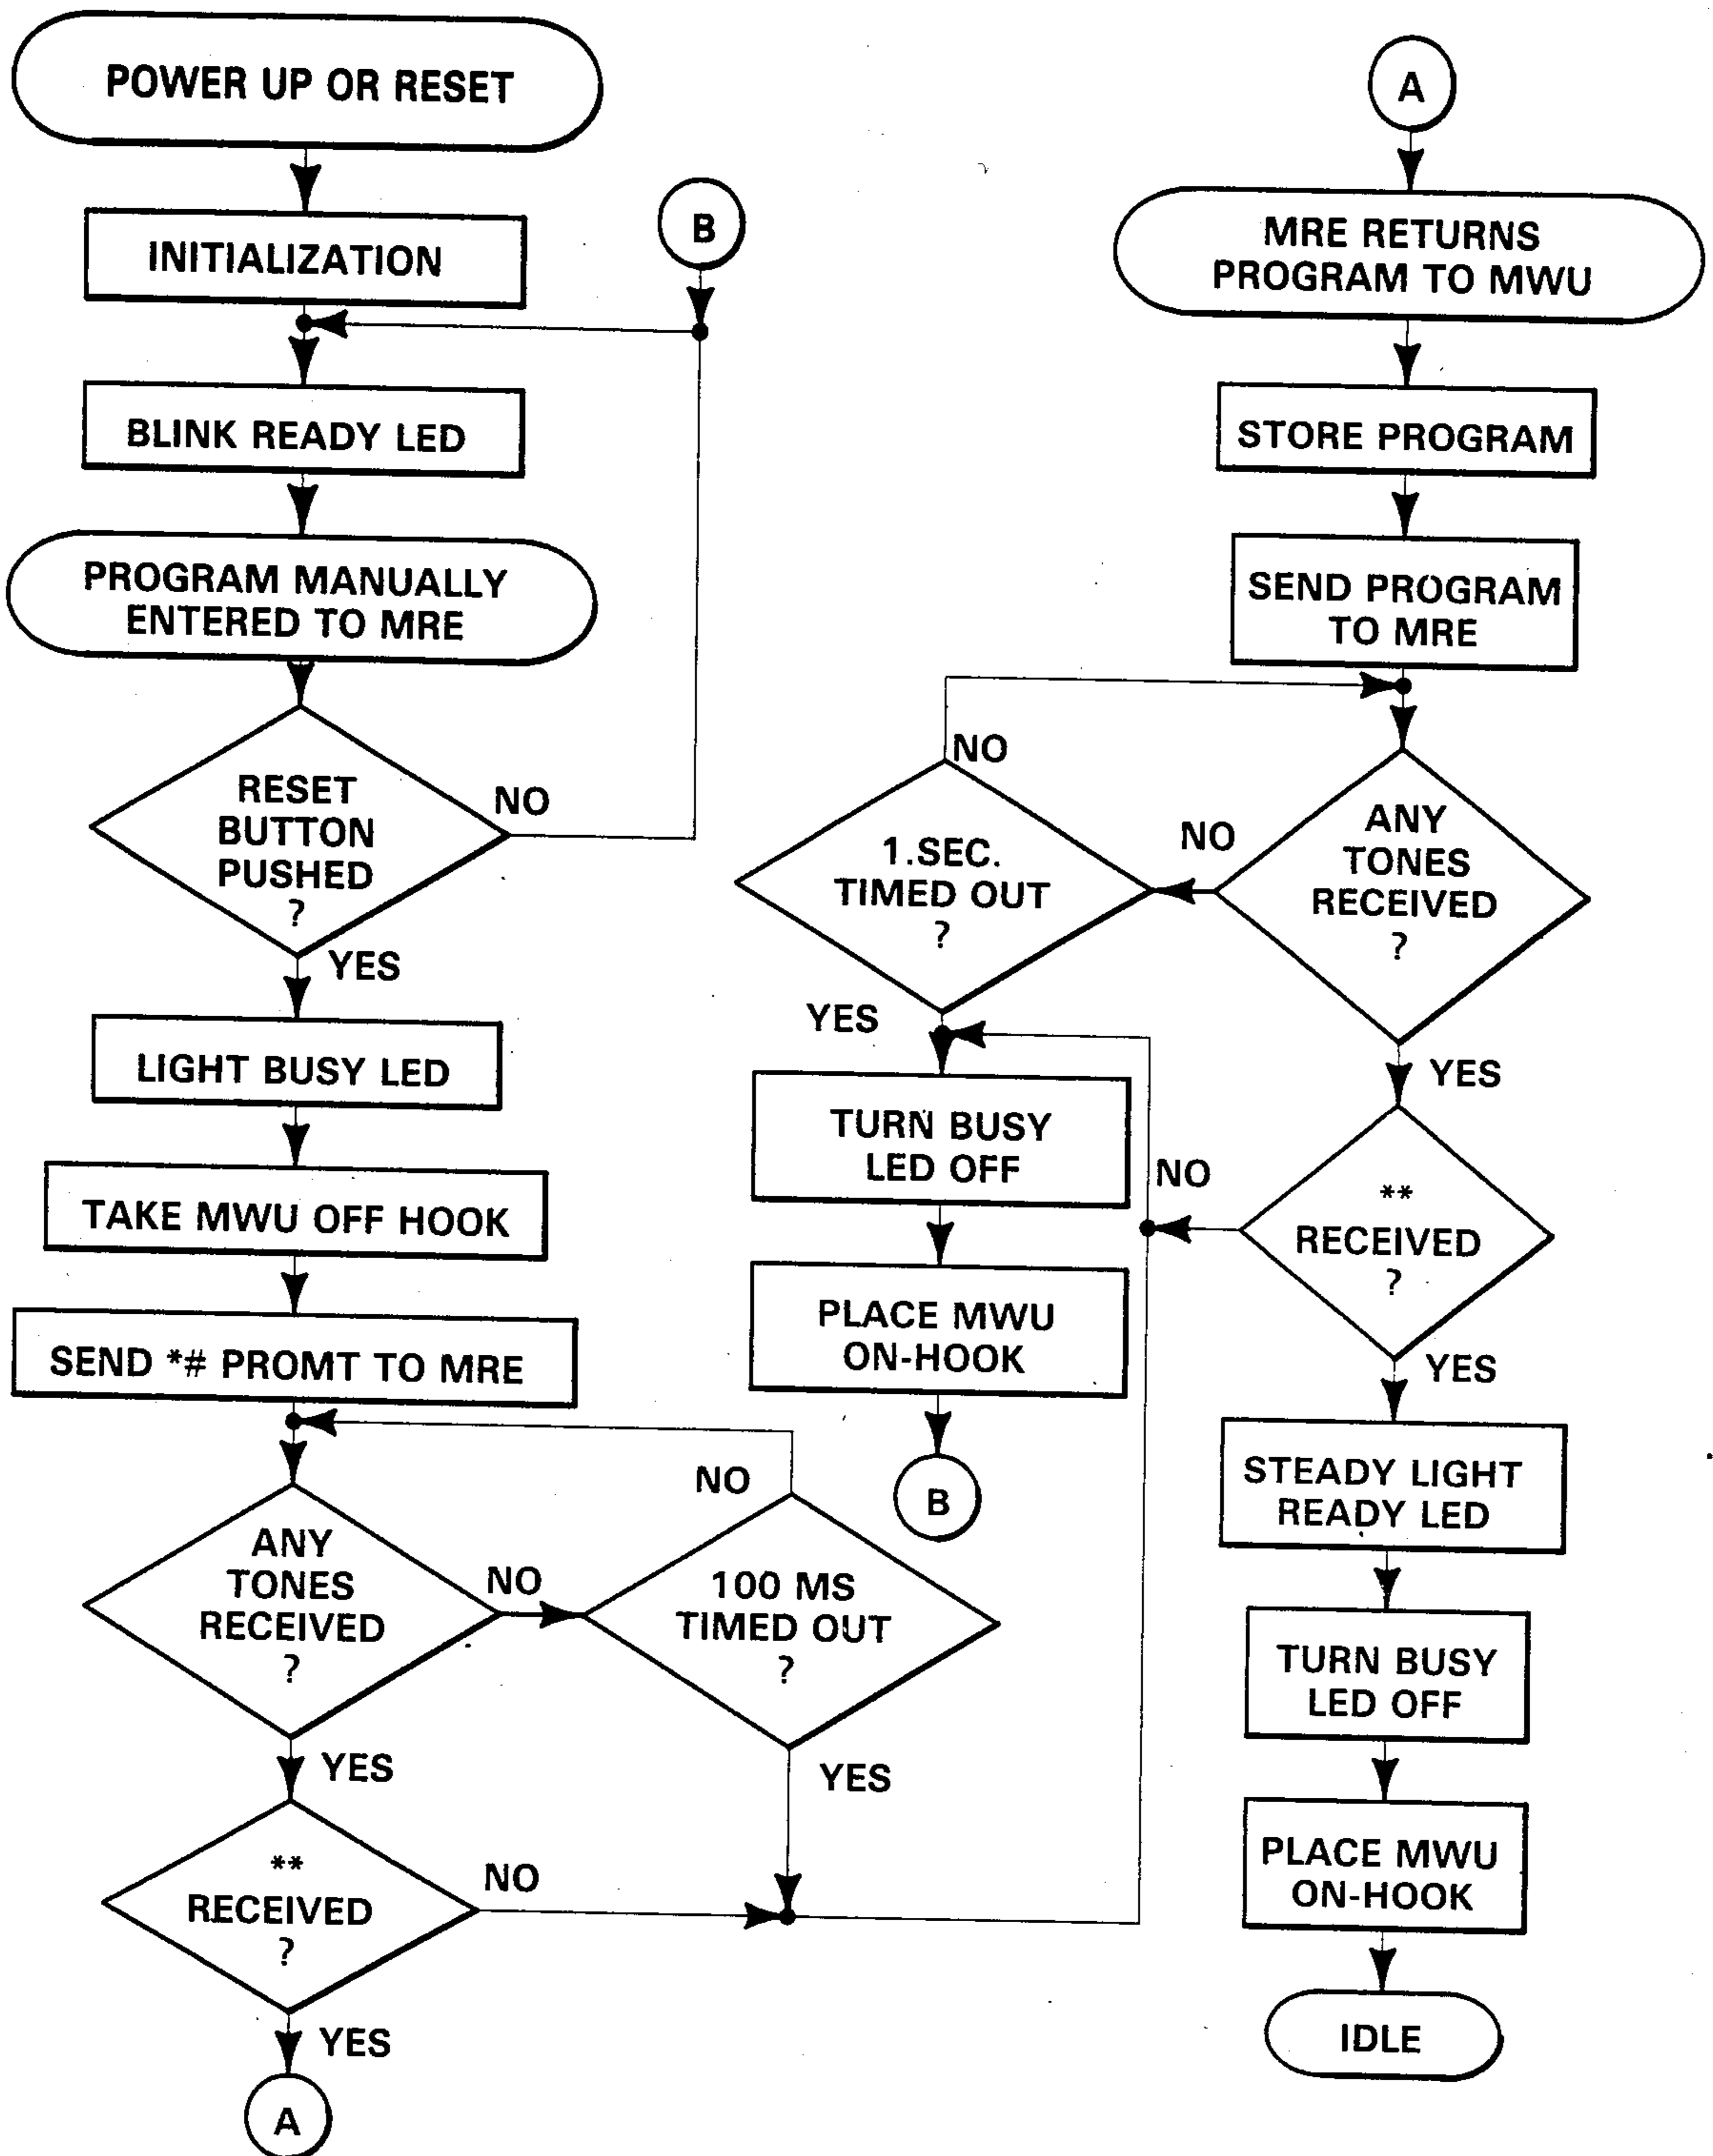 POWER UP OR RESET
INITIALIZATION
B
BLINK READY LED
PROGRAM MANUALLY
ENTERED TO MRE
RESET
BUTTON
PUSHED
?
NO
YES
LIGHT BUSY LED
TAKE MWU OFF HOOK
SEND *# PROMT TO MRE
ANY
TONES
RECEIVED
?
NO
100 MS
TIMED OUT
?
NO
YES
YES
**
RECEIVED
?
NO
YES
A
A
MRE RETURNS
PROGRAM TO MWU
STORE PROGRAM
SEND PROGRAM
TO MRE
ANY
TONES
RECEIVED
?
NO
1.SEC.
TIMED OUT
?
NO
YES
TURN BUSY
LED OFF
PLACE MWU
ON-HOOK
B
YES
**
RECEIVED
?
NO
YES
STEADY LIGHT
READY LED
TURN BUSY
LED OFF
PLACE MWU
ON-HOOK
IDLE